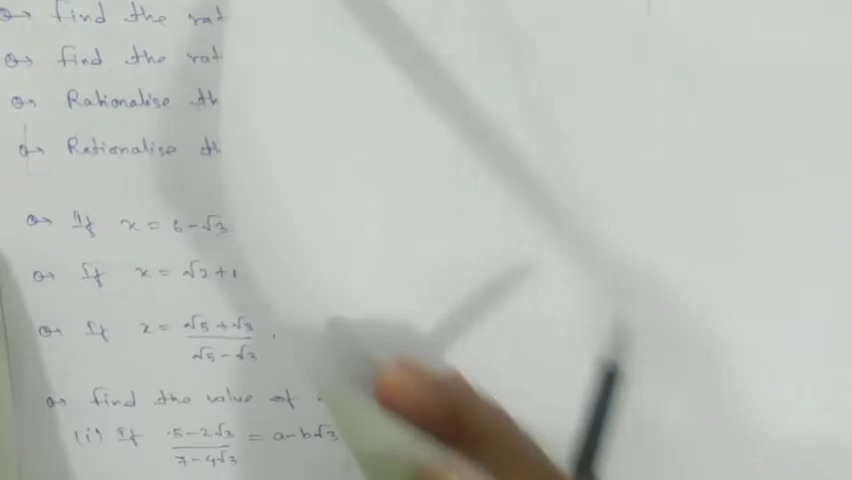 Q→ find the rat
Q→ find the rat
Q→ Rationalise th
Q→ Rationalise th
Q→ If x = 6-√3
Q→ If x = √2+1
Q→ If x = (√5+√3)/(√5-√3),
Q→ find the value of
(i) If (5-2√3)/(7-4√3) = a-b√3